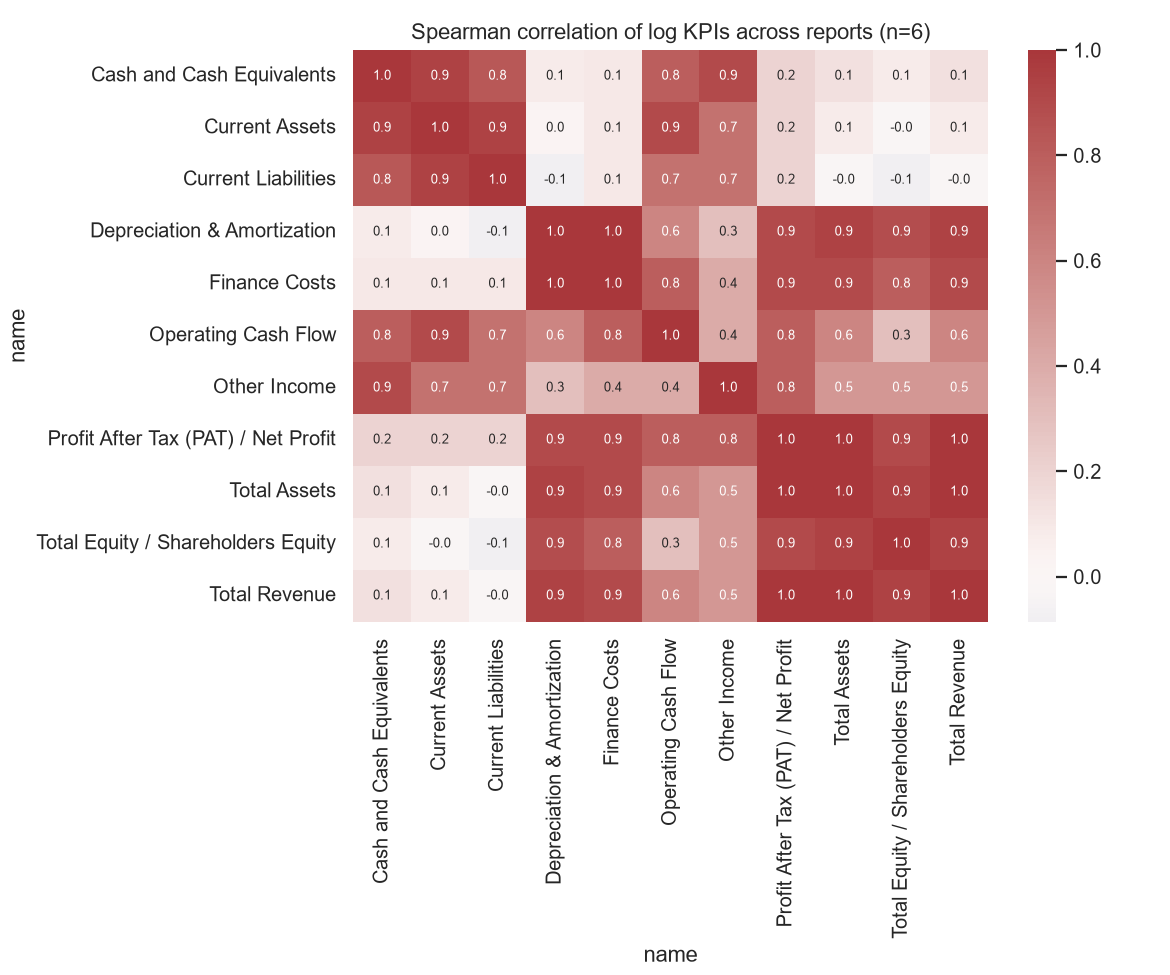 Spearman correlation of log KPIs across reports (n=6)
Cash and Cash Equivalents 1.0 0.9 0.8 0.1 0.1 0.8 0.9 0.2 0.1 0.1 0.1
Current Assets 0.9 1.0 0.9 0.0 0.1 0.9 0.7 0.2 0.1 -0.0 0.1
Current Liabilities 0.8 0.9 1.0 -0.1 0.1 0.7 0.7 0.2 -0.0 -0.1 -0.0
Depreciation & Amortization 0.1 0.0 -0.1 1.0 1.0 0.6 0.3 0.9 0.9 0.9 0.9
Finance Costs 0.1 0.1 0.1 1.0 1.0 0.8 0.4 0.9 0.9 0.8 0.9
Operating Cash Flow 0.8 0.9 0.7 0.6 0.8 1.0 0.4 0.8 0.6 0.3 0.6
Other Income 0.9 0.7 0.7 0.3 0.4 0.4 1.0 0.8 0.5 0.5 0.5
Profit After Tax (PAT) / Net Profit 0.2 0.2 0.2 0.9 0.9 0.8 0.8 1.0 1.0 0.9 1.0
Total Assets 0.1 0.1 -0.0 0.9 0.9 0.6 0.5 1.0 1.0 0.9 1.0
Total Equity / Shareholders Equity 0.1 -0.0 -0.1 0.9 0.8 0.3 0.5 0.9 0.9 1.0 0.9
Total Revenue 0.1 0.1 -0.0 0.9 0.9 0.6 0.5 1.0 1.0 0.9 1.0
name
Cash and Cash Equivalents
Current Assets
Current Liabilities
Depreciation & Amortization
Finance Costs
Operating Cash Flow
Other Income
Profit After Tax (PAT) / Net Profit
Total Assets
Total Equity / Shareholders Equity
Total Revenue
name
1.0
0.8
0.6
0.4
0.2
0.0